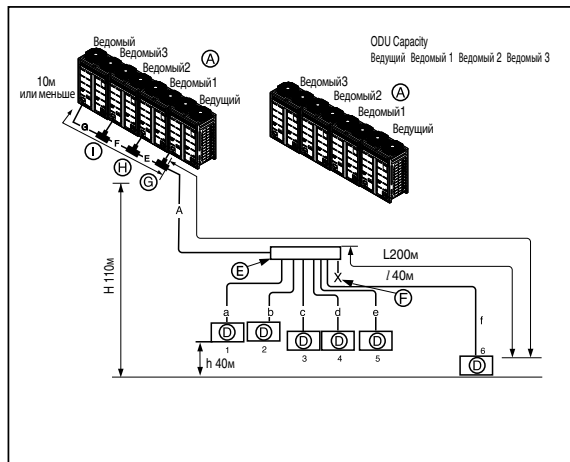 Ведомый
Ведомый3
Ведомый2
Ведомый1
Ведущий
A
10м
или меньше
G
F
E
I
H
G
ODU Capacity
Ведущий Ведомый 1 Ведомый 2 Ведомый 3
Ведомый3
Ведомый2
Ведомый1
Ведущий
A
A
H 110м
E
L200м
l 40м
X
F
a
b
c
d
e
f
D
D
D
D
D
D
1
2
3
4
5
6
h 40м